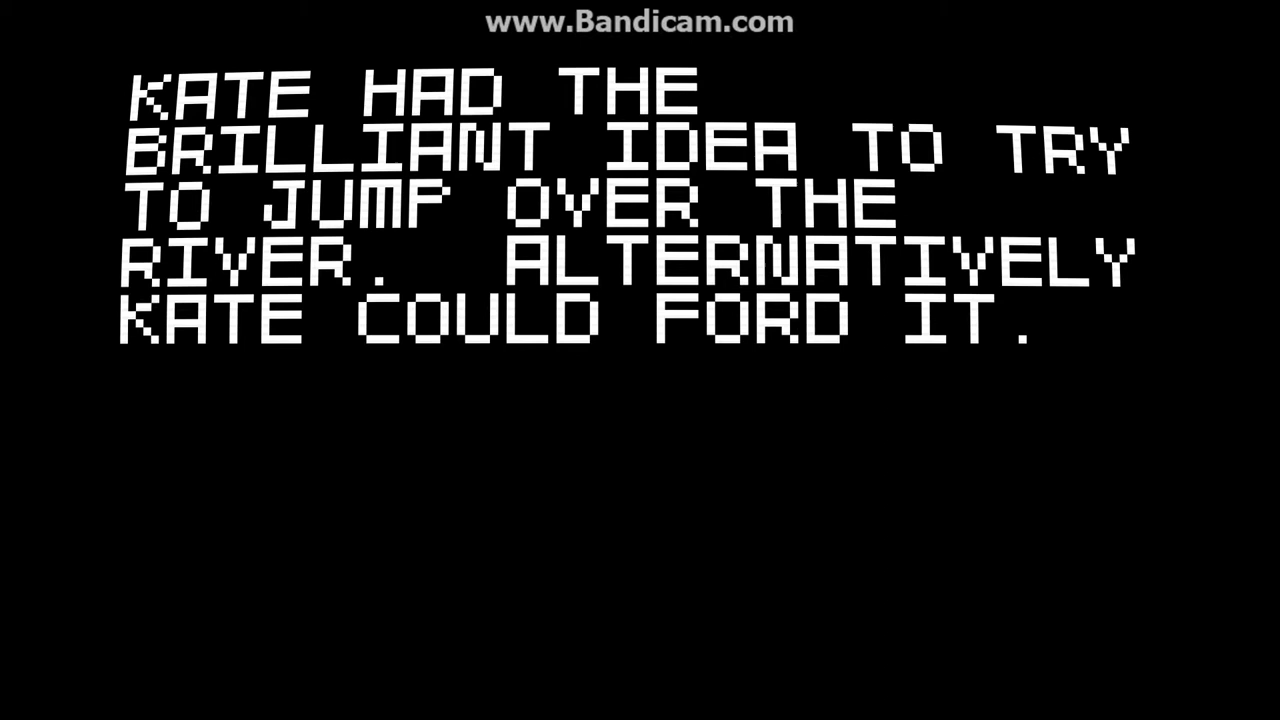 www.Bandicam.com
KATE HAD THE
BRILLIANT IDEA TO TRY
TO JUMP OVER THE
RIVER. ALTERNATIVELY
KATE COULD FORD IT.